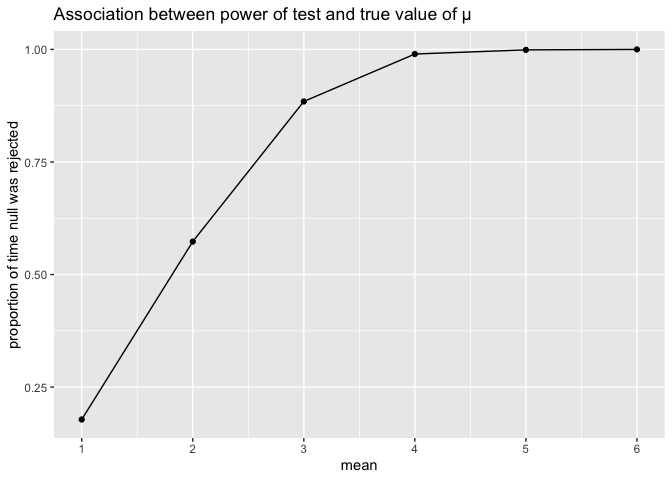 Association between power of test and true value of μ
proportion of time null was rejected
1.00
0.75
0.50
0.25
1 2 3 4 5 6
mean